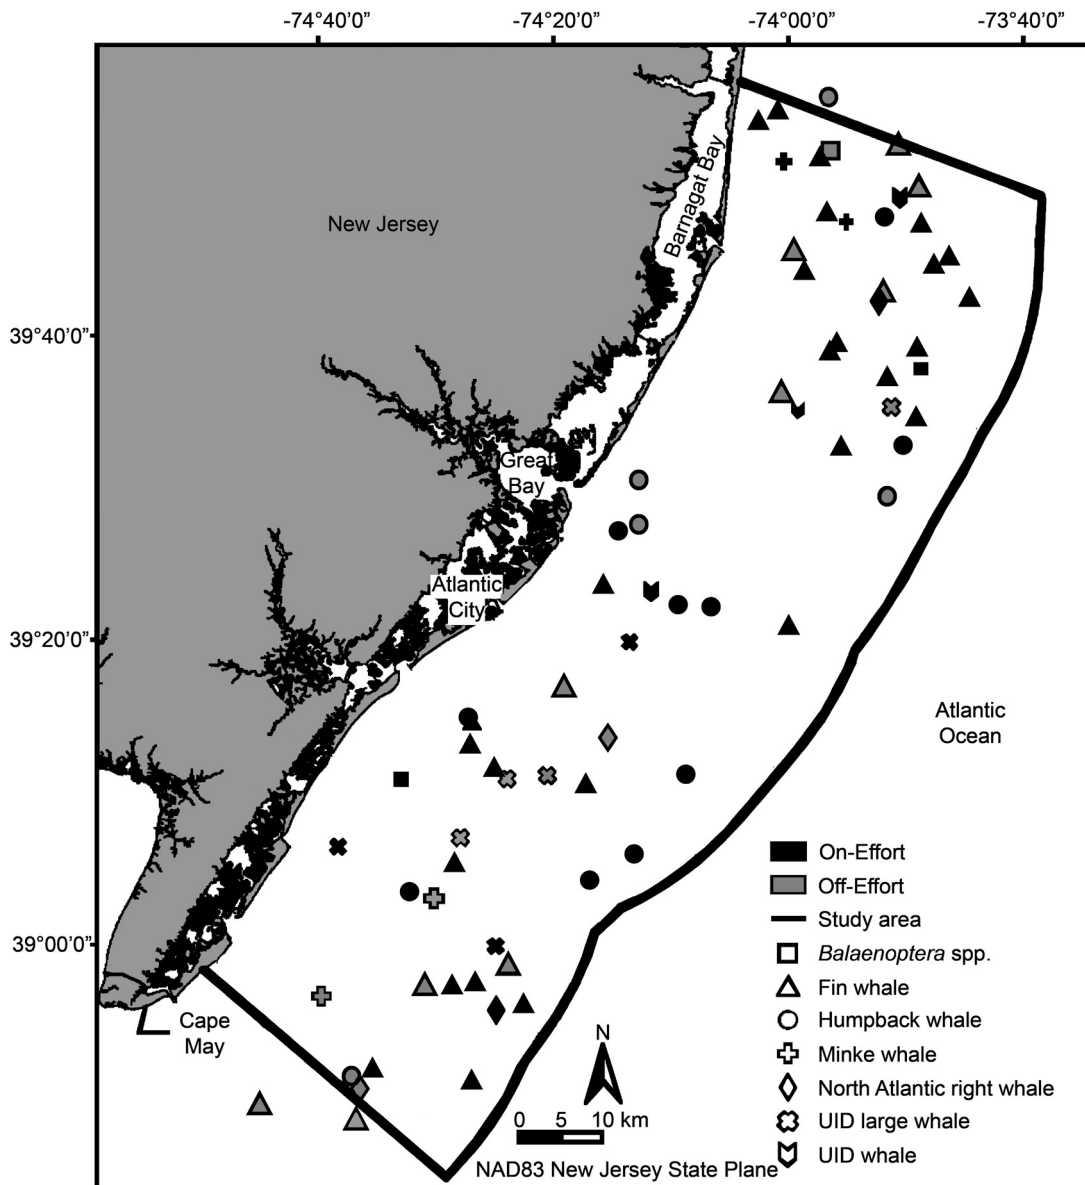 -74°40'0"
-74°20'0"
-74°00'0"
-73°40'0"
New Jersey
Barnagat Bay
39°40'0"
Great
Bay
Atlantic
City
39°20'0"
Atlantic
Ocean
On-Effort
Off-Effort
Study area
39°00'0"
Balaenoptera spp.
Fin whale
Cape
May
Humpback whale
N
Minke whale
North Atlantic right whale
0 5 10 km
UID large whale
UID whale
NAD83 New Jersey State Plane